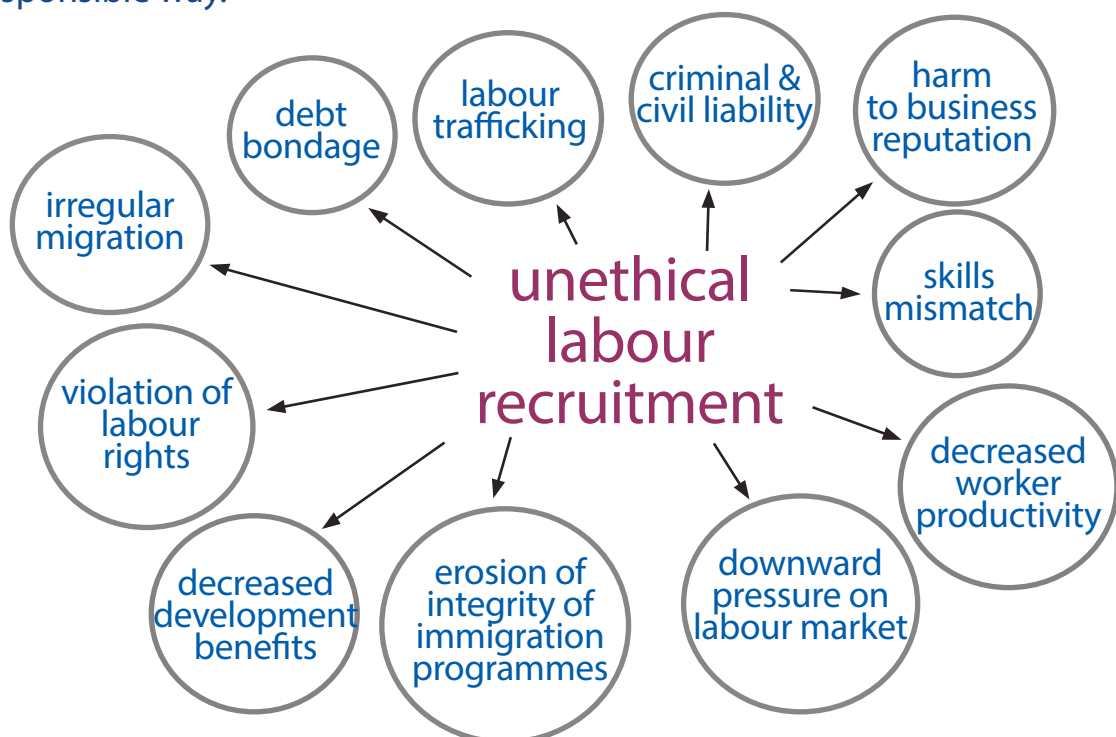 sponsible way.
debt
bondage
labour
trafficking
criminal &
civil liability
harm
to business
reputation
irregular
migration
unethical
labour
recruitment
skills
mismatch
violation of
labour
rights
decreased
worker
productivity
decreased
development
benefits
erosion of
integrity of
immigration
programmes
downward
pressure on
labour market